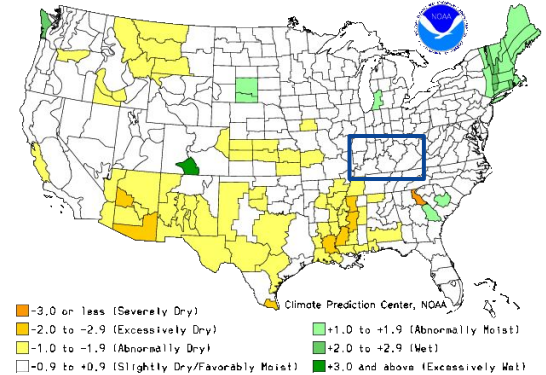 NOAA
Climate Prediction Center, NOAA
-3.0 or less (Severely Dry)
-2.0 to -2.9 (Excessively Dry)
-1.0 to -1.9 (Abnormally Dry)
-0.9 to +0.9 (Slightly Dry/Favorably Moist)
+1.0 to +1.9 (Abnormally Moist)
+2.0 to +2.9 (Wet)
+3.0 and above (Excessively Wet)